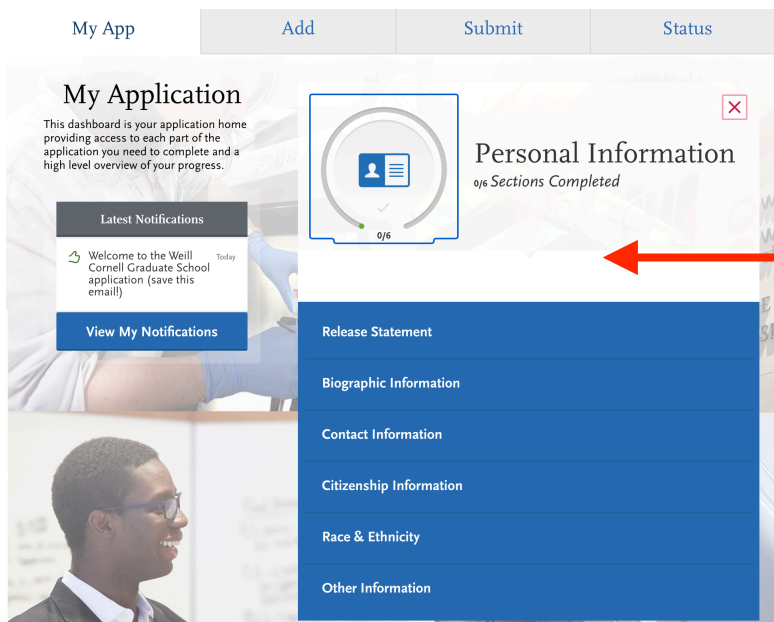 My App
Add
Submit
Status
My Application
This dashboard is your application home
providing access to each part of the
application you need to complete and a
high level overview of your progress.
Latest Notifications
Welcome to the Weill
Cornell Graduate School
application (save this
email!)
Today
View My Notifications
0/6
Personal Information
0/6 Sections Completed
Release Statement
Biographic Information
Contact Information
Citizenship Information
Race & Ethnicity
Other Information